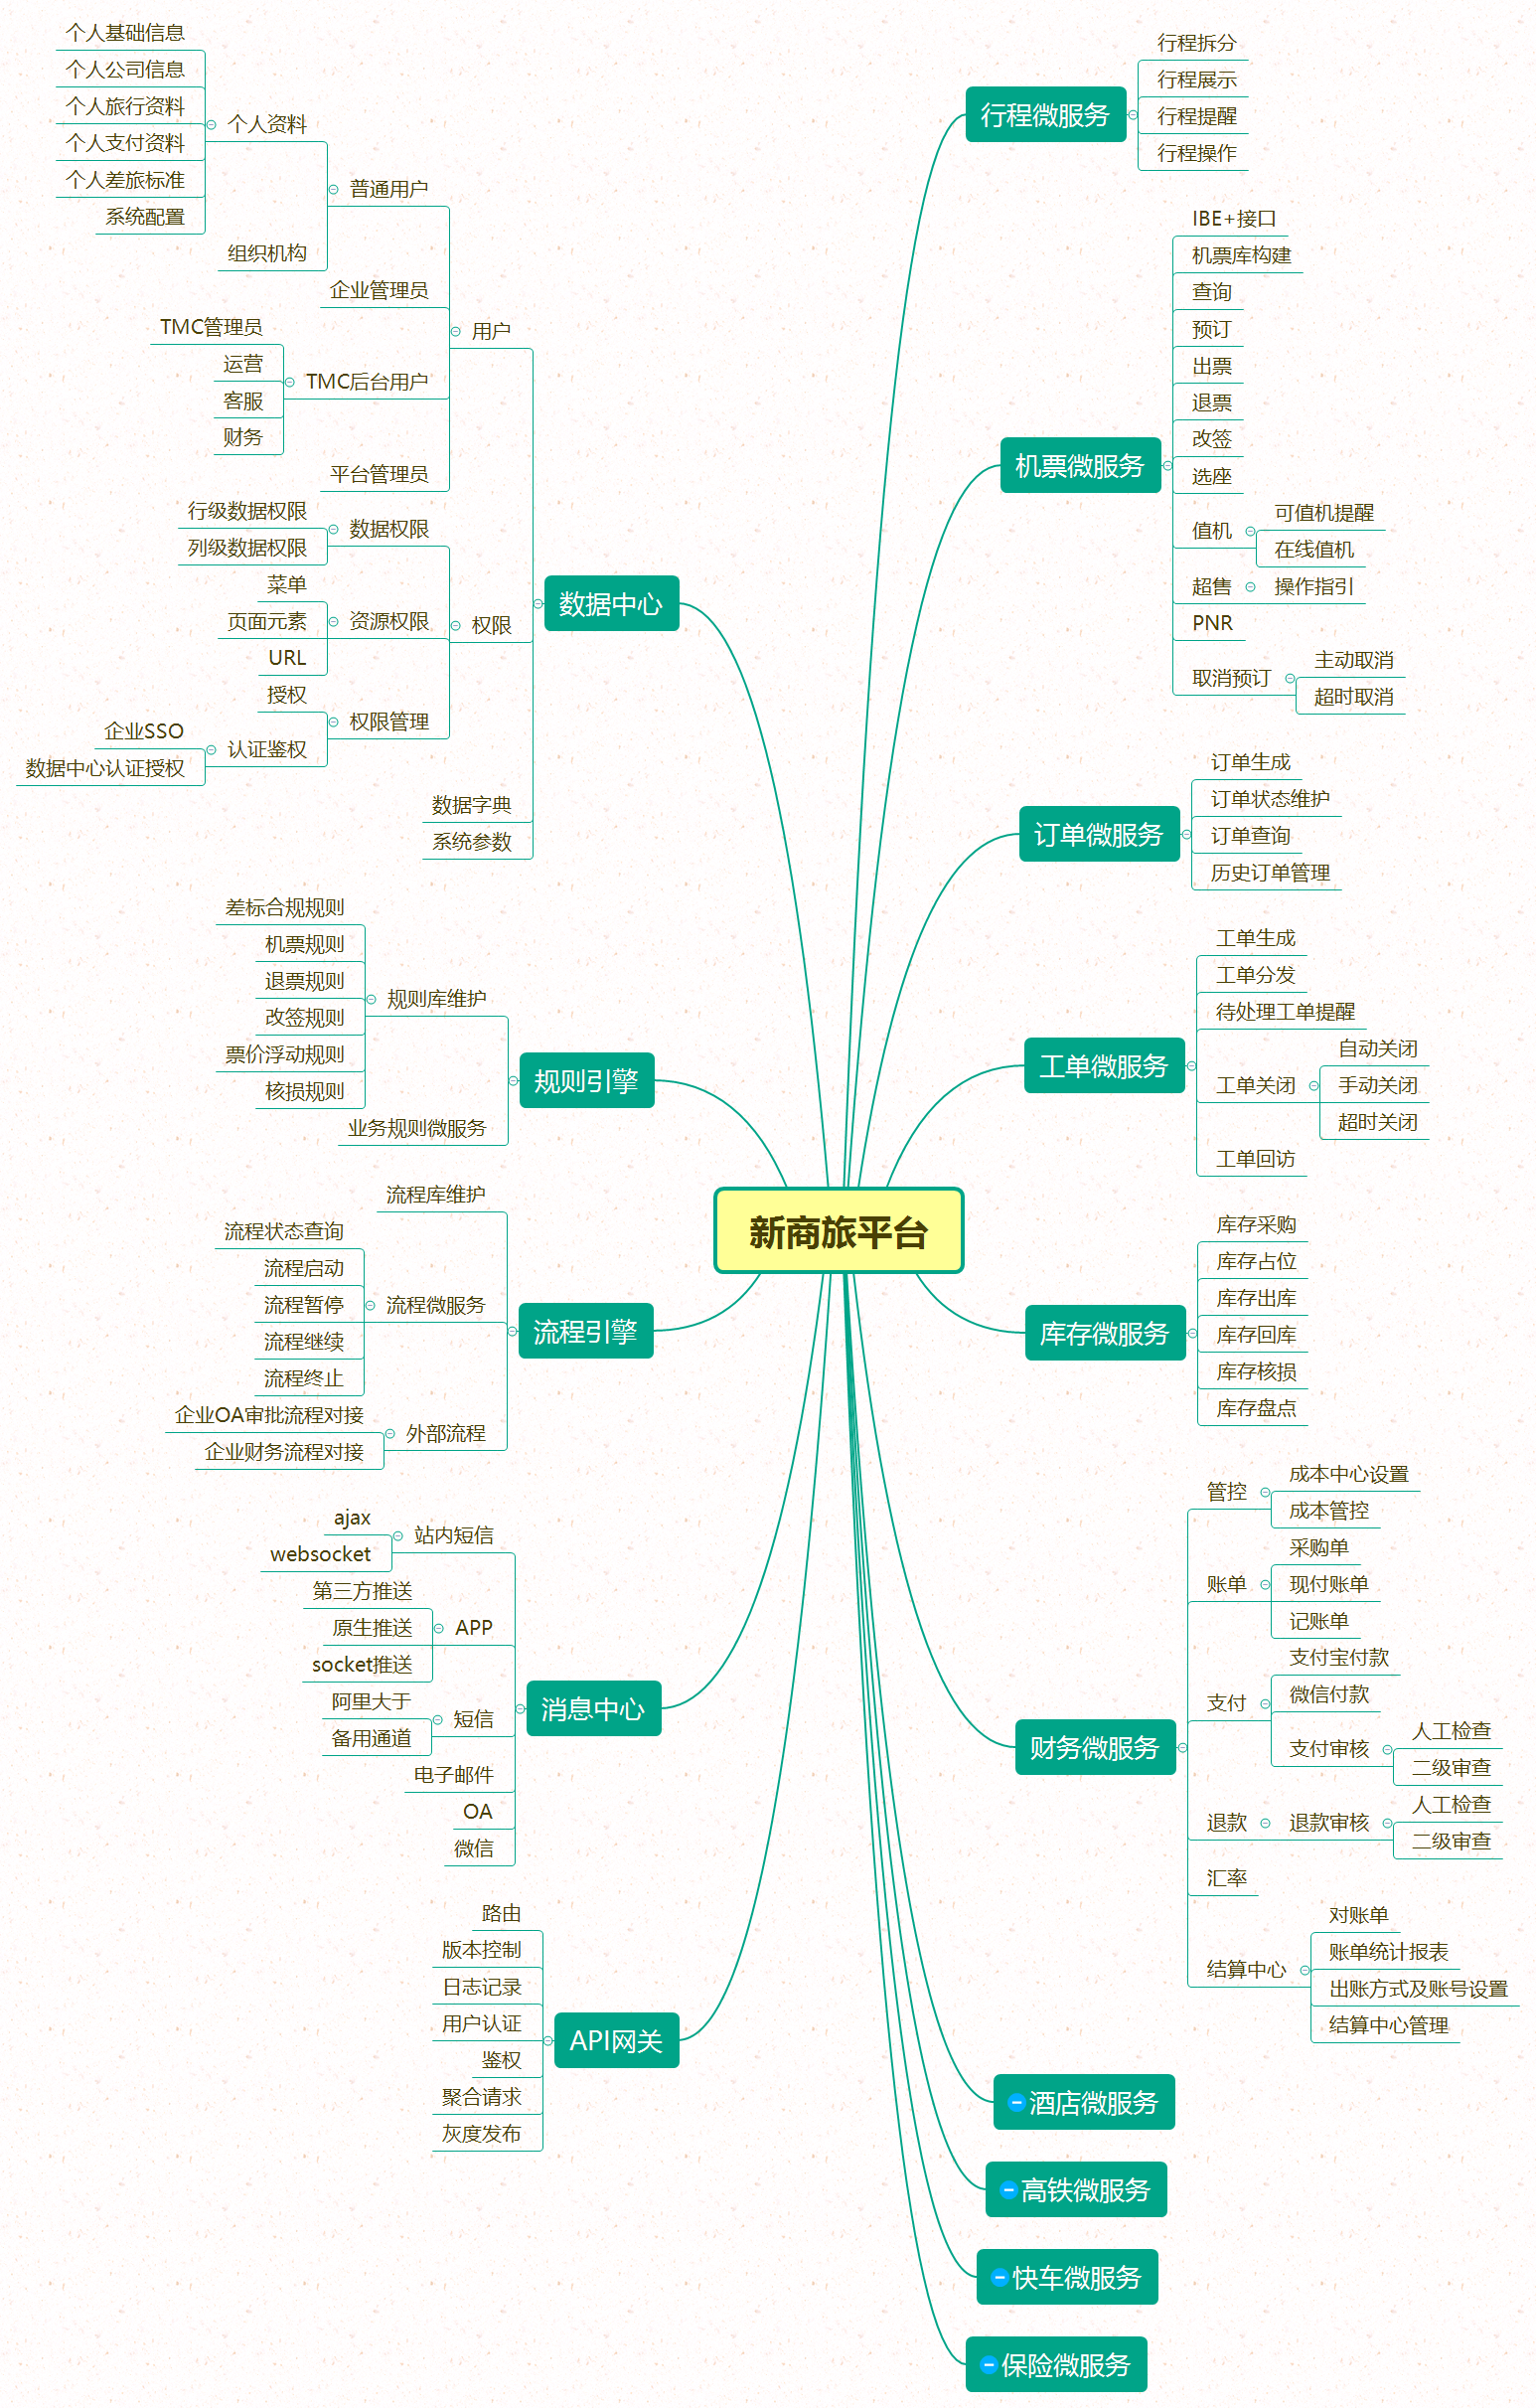 新商旅平台
行程微服务
行程拆分
行程展示
行程提醒
行程操作
机票微服务
IBE+接口
机票库构建
查询
预订
出票
退票
改签
选座
值机
可值机提醒
在线值机
超售
操作指引
PNR
取消预订
主动取消
超时取消
订单微服务
订单生成
订单状态维护
订单查询
历史订单管理
工单微服务
工单生成
工单分发
待处理工单提醒
工单关闭
自动关闭
手动关闭
超时关闭
工单回访
库存微服务
库存采购
库存占位
库存出库
库存回库
库存核损
库存盘点
财务微服务
管控
成本中心设置
成本管控
账单
采购单
现付账单
记账单
支付
支付宝付款
微信付款
支付审核
人工检查
二级审查
退款
退款审核
人工检查
二级审查
汇率
结算中心
对账单
账单统计报表
出账方式及账号设置
结算中心管理
酒店微服务
高铁微服务
快车微服务
保险微服务
数据中心
用户
普通用户
个人资料
个人基础信息
个人公司信息
个人旅行资料
个人支付资料
个人差旅标准
系统配置
组织机构
企业管理员
TMC后台用户
TMC管理员
运营
客服
财务
平台管理员
权限
数据权限
行级数据权限
列级数据权限
资源权限
菜单
页面元素
URL
权限管理
授权
认证鉴权
企业SSO
数据中心认证授权
数据字典
系统参数
规则引擎
规则库维护
差标合规规则
机票规则
退票规则
改签规则
票价浮动规则
核损规则
业务规则微服务
流程引擎
流程库维护
流程微服务
流程状态查询
流程启动
流程暂停
流程继续
流程终止
外部流程
企业OA审批流程对接
企业财务流程对接
消息中心
站内短信
ajax
websocket
APP
第三方推送
原生推送
socket推送
短信
阿里大于
备用通道
电子邮件
OA
微信
API网关
路由
版本控制
日志记录
用户认证
鉴权
聚合请求
灰度发布